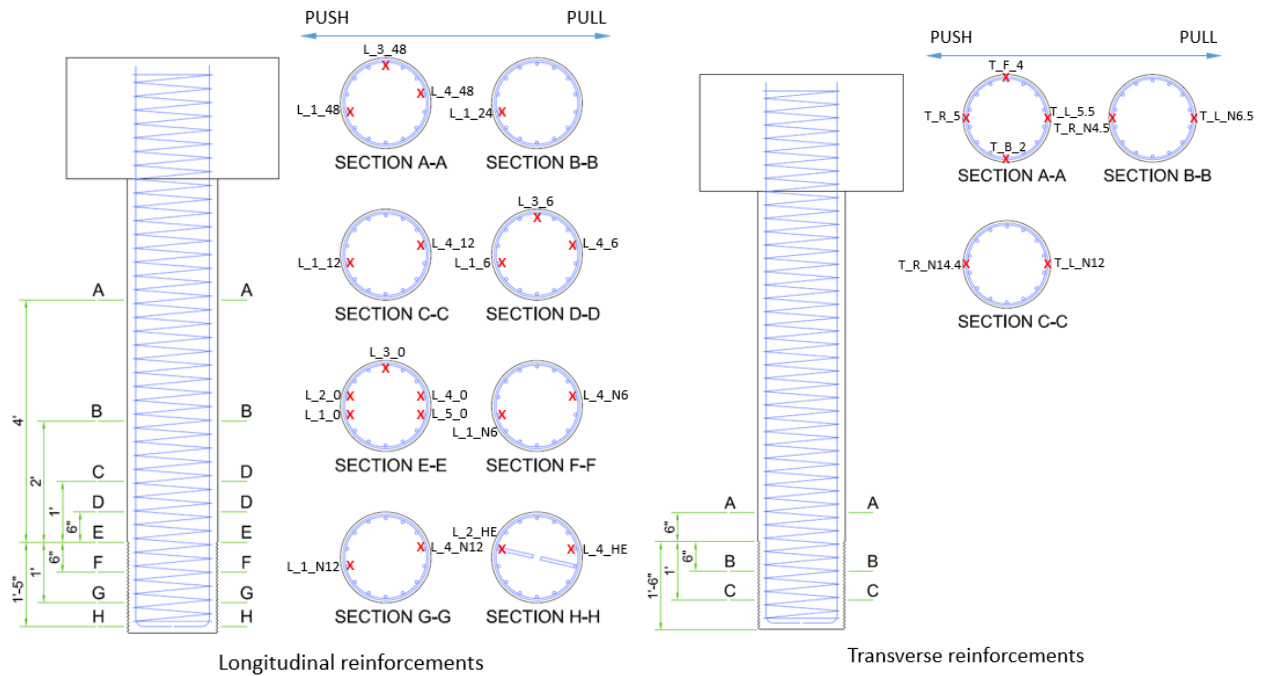 PUSH PULL
L_3_48
L_1_48 L_4_48
L_1_24
SECTION A-A SECTION B-B
L_3_6
L_1_12 L_4_12
L_1_6 L_4_6
SECTION C-C SECTION D-D
L_3_0
L_2_0 L_4_0
L_1_0 L_5_0
L_4_N6
L_1_N6
SECTION E-E SECTION F-F
L_1_N12 L_4_N12
L_2_HE L_4_HE
SECTION G-G SECTION H-H
A A
B B
C D
D D
E E
F F
G G
H H
4'
2'
1'
6"
6"
1'
1'-5"
Longitudinal reinforcements
PUSH PULL
T_F_4
T_R_5 T_L_5.5
T_R_N4.5 T_L_N6.5
T_B_2
SECTION A-A SECTION B-B
T_R_N14.4 T_L_N12
SECTION C-C
A A
B B
C C
6"
6"
1'
1'-6"
Transverse reinforcements